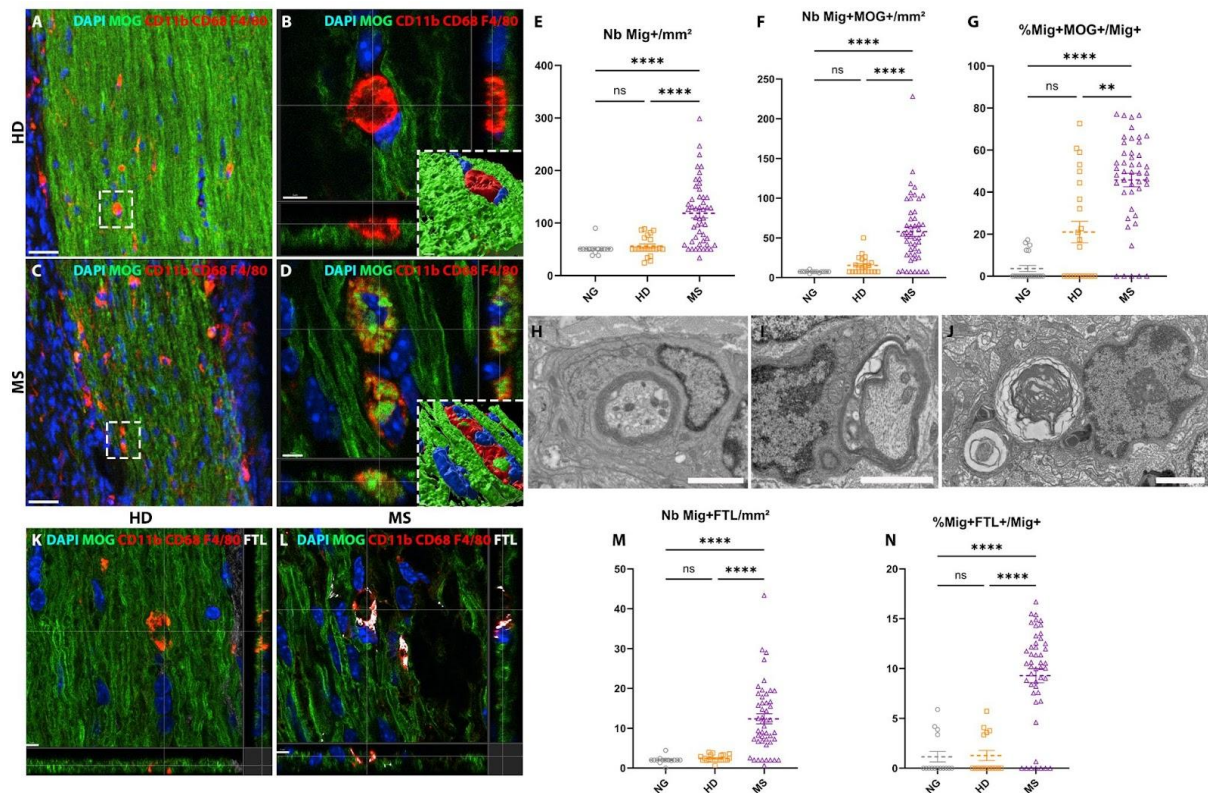 A DAPI MOG CD11b CD68 F4/80
B DAPI MOG CD11b CD68 F4/80
HD
C DAPI MOG CD11b CD68 F4/80
D DAPI MOG CD11b CD68 F4/80
MS
E
Nb Mig+/mm²
400
300
200
100
0
ns
****
****
NG
HD
MS
F
Nb Mig+MOG+/mm²
250
200
150
100
50
0
ns
****
****
NG
HD
MS
G
%Mig+MOG+/Mig+
100
80
60
40
20
0
****
ns
**
NG
HD
MS
H
I
J
HD
MS
K DAPI MOG CD11b CD68 F4/80 FTL
L DAPI MOG CD11b CD68 F4/80 FTL
M
Nb Mig+FTL/mm²
50
40
30
20
10
0
****
ns
****
NG
HD
MS
N
%Mig+FTL+/Mig+
20
15
10
5
0
****
ns
****
NG
HD
MS